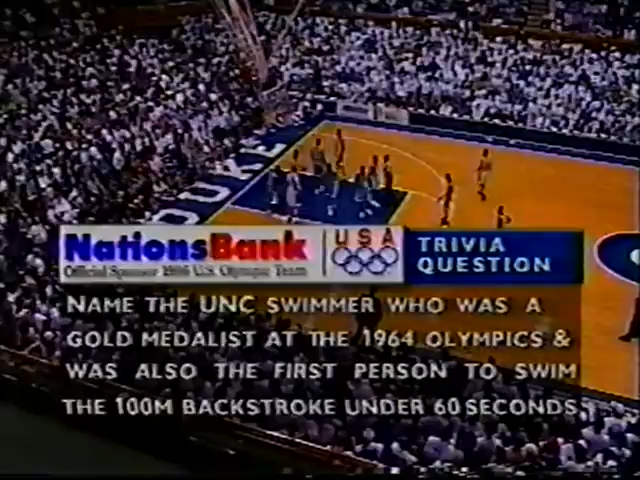 DUKE
NationsBank
Official Sponsor 1996 U.S. Olympic Team
USA
TRIVIA
QUESTION
NAME THE UNC SWIMMER WHO WAS A
GOLD MEDALIST AT THE 1964 OLYMPICS &
WAS ALSO THE FIRST PERSON TO SWIM
THE 100M BACKSTROKE UNDER 60 SECONDS.